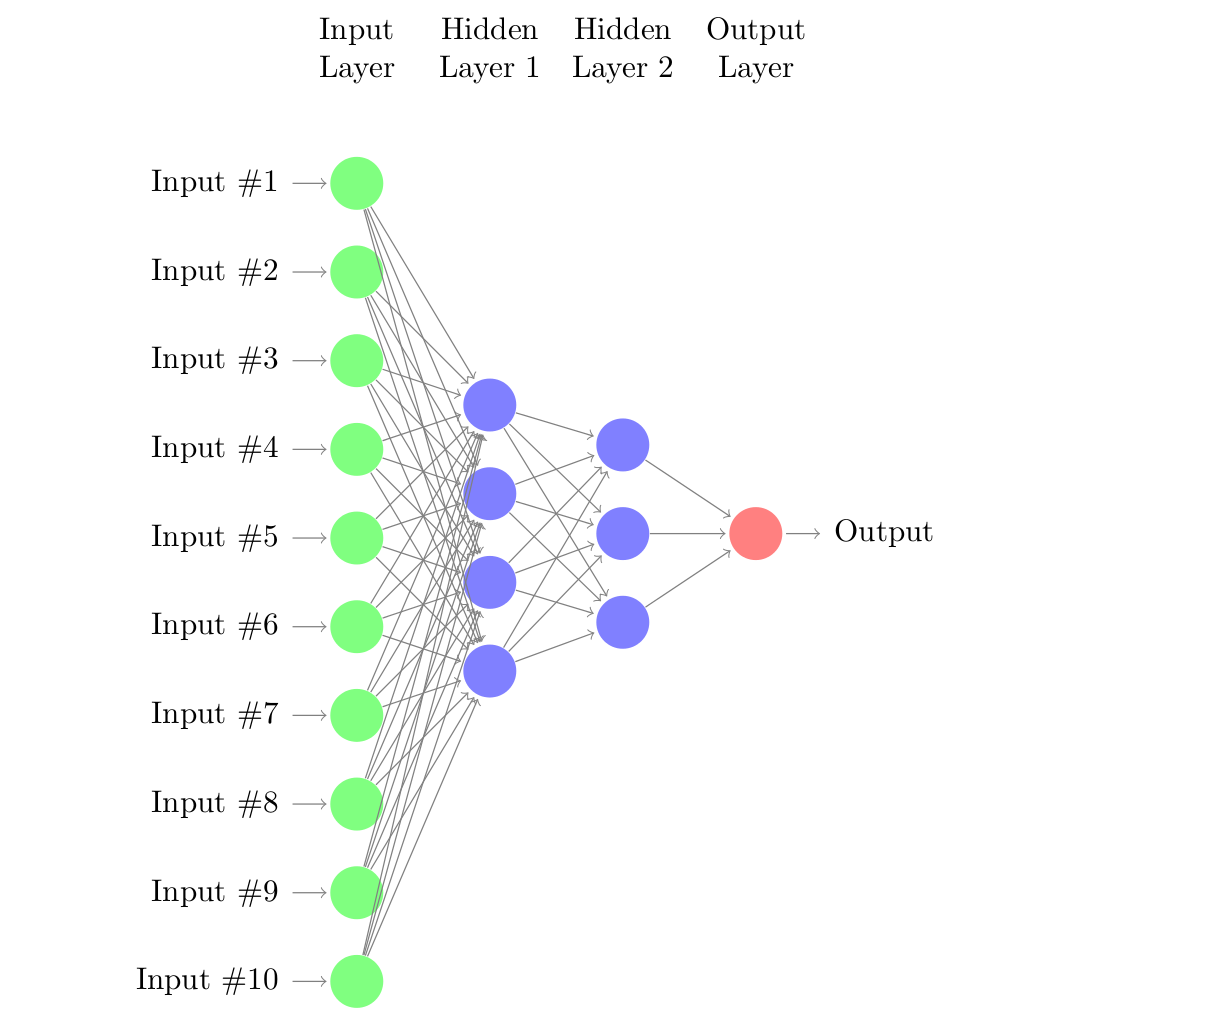 Input Hidden Hidden Output
Layer Layer 1 Layer 2 Layer
Input #1
Input #2
Input #3
Input #4
Input #5
Output
Input #6
Input #7
Input #8
Input #9
Input #10